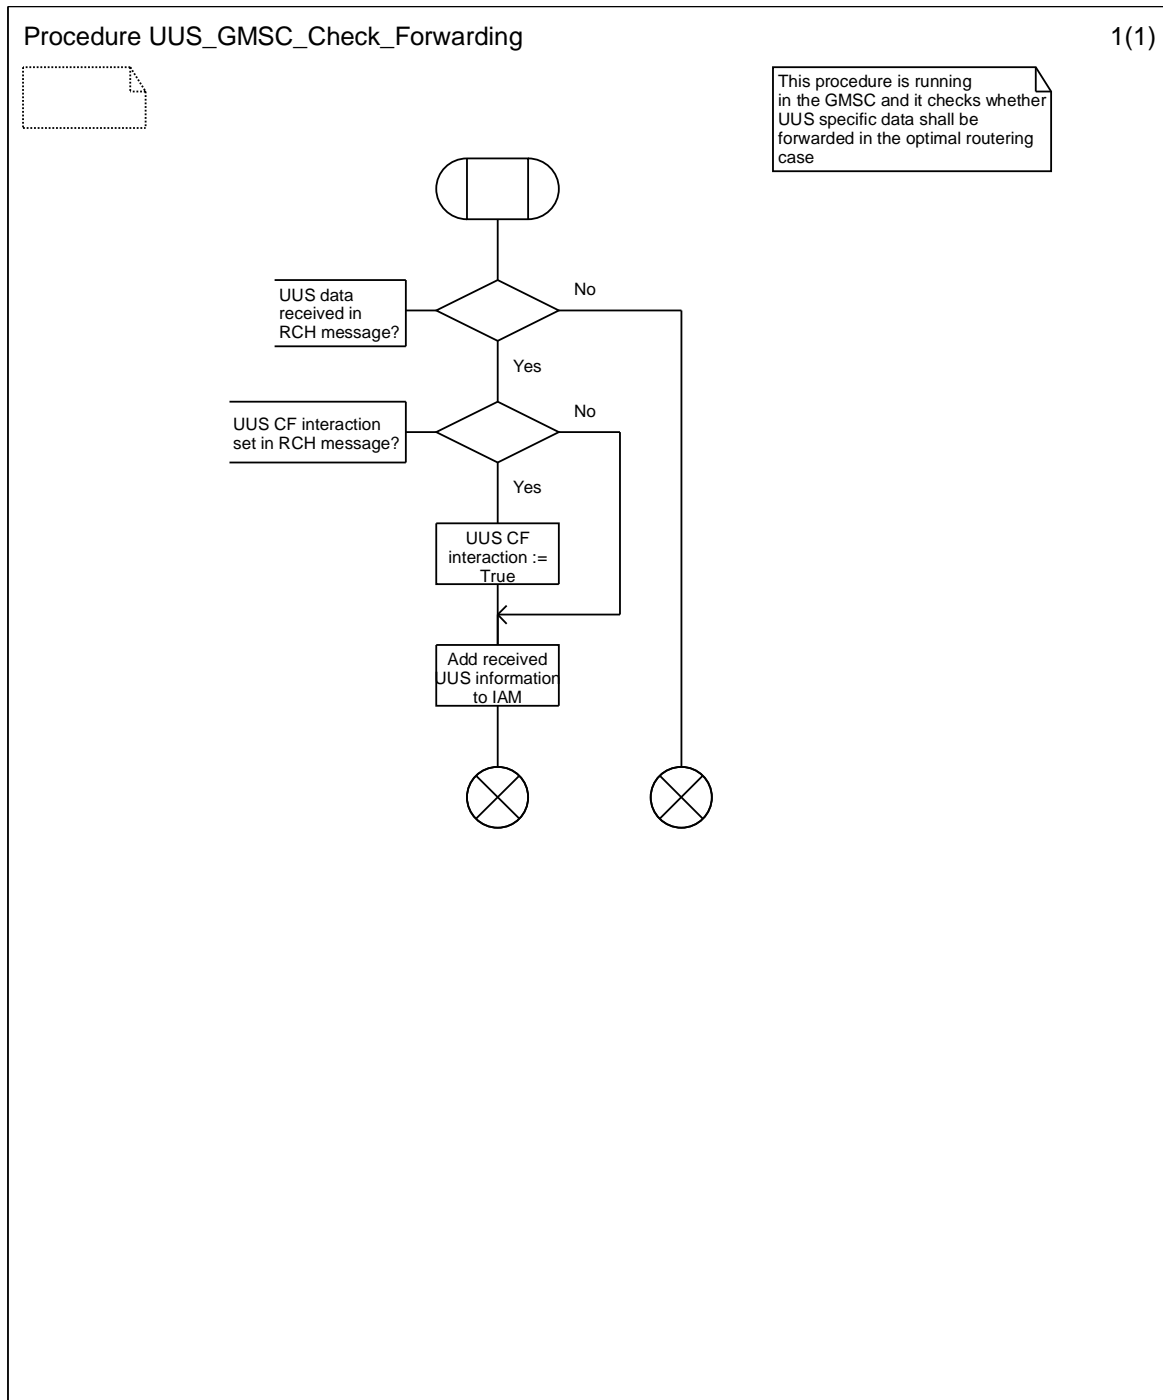 Procedure UUS_GMSC_Check_Forwarding
1(1)
This procedure is running
in the GMSC and it checks whether
UUS specific data shall be
forwarded in the optimal routering
case
UUS data
received in
RCH message?
No
Yes
UUS CF interaction
set in RCH message?
No
Yes
UUS CF
interaction :=
True
Add received
UUS information
to IAM